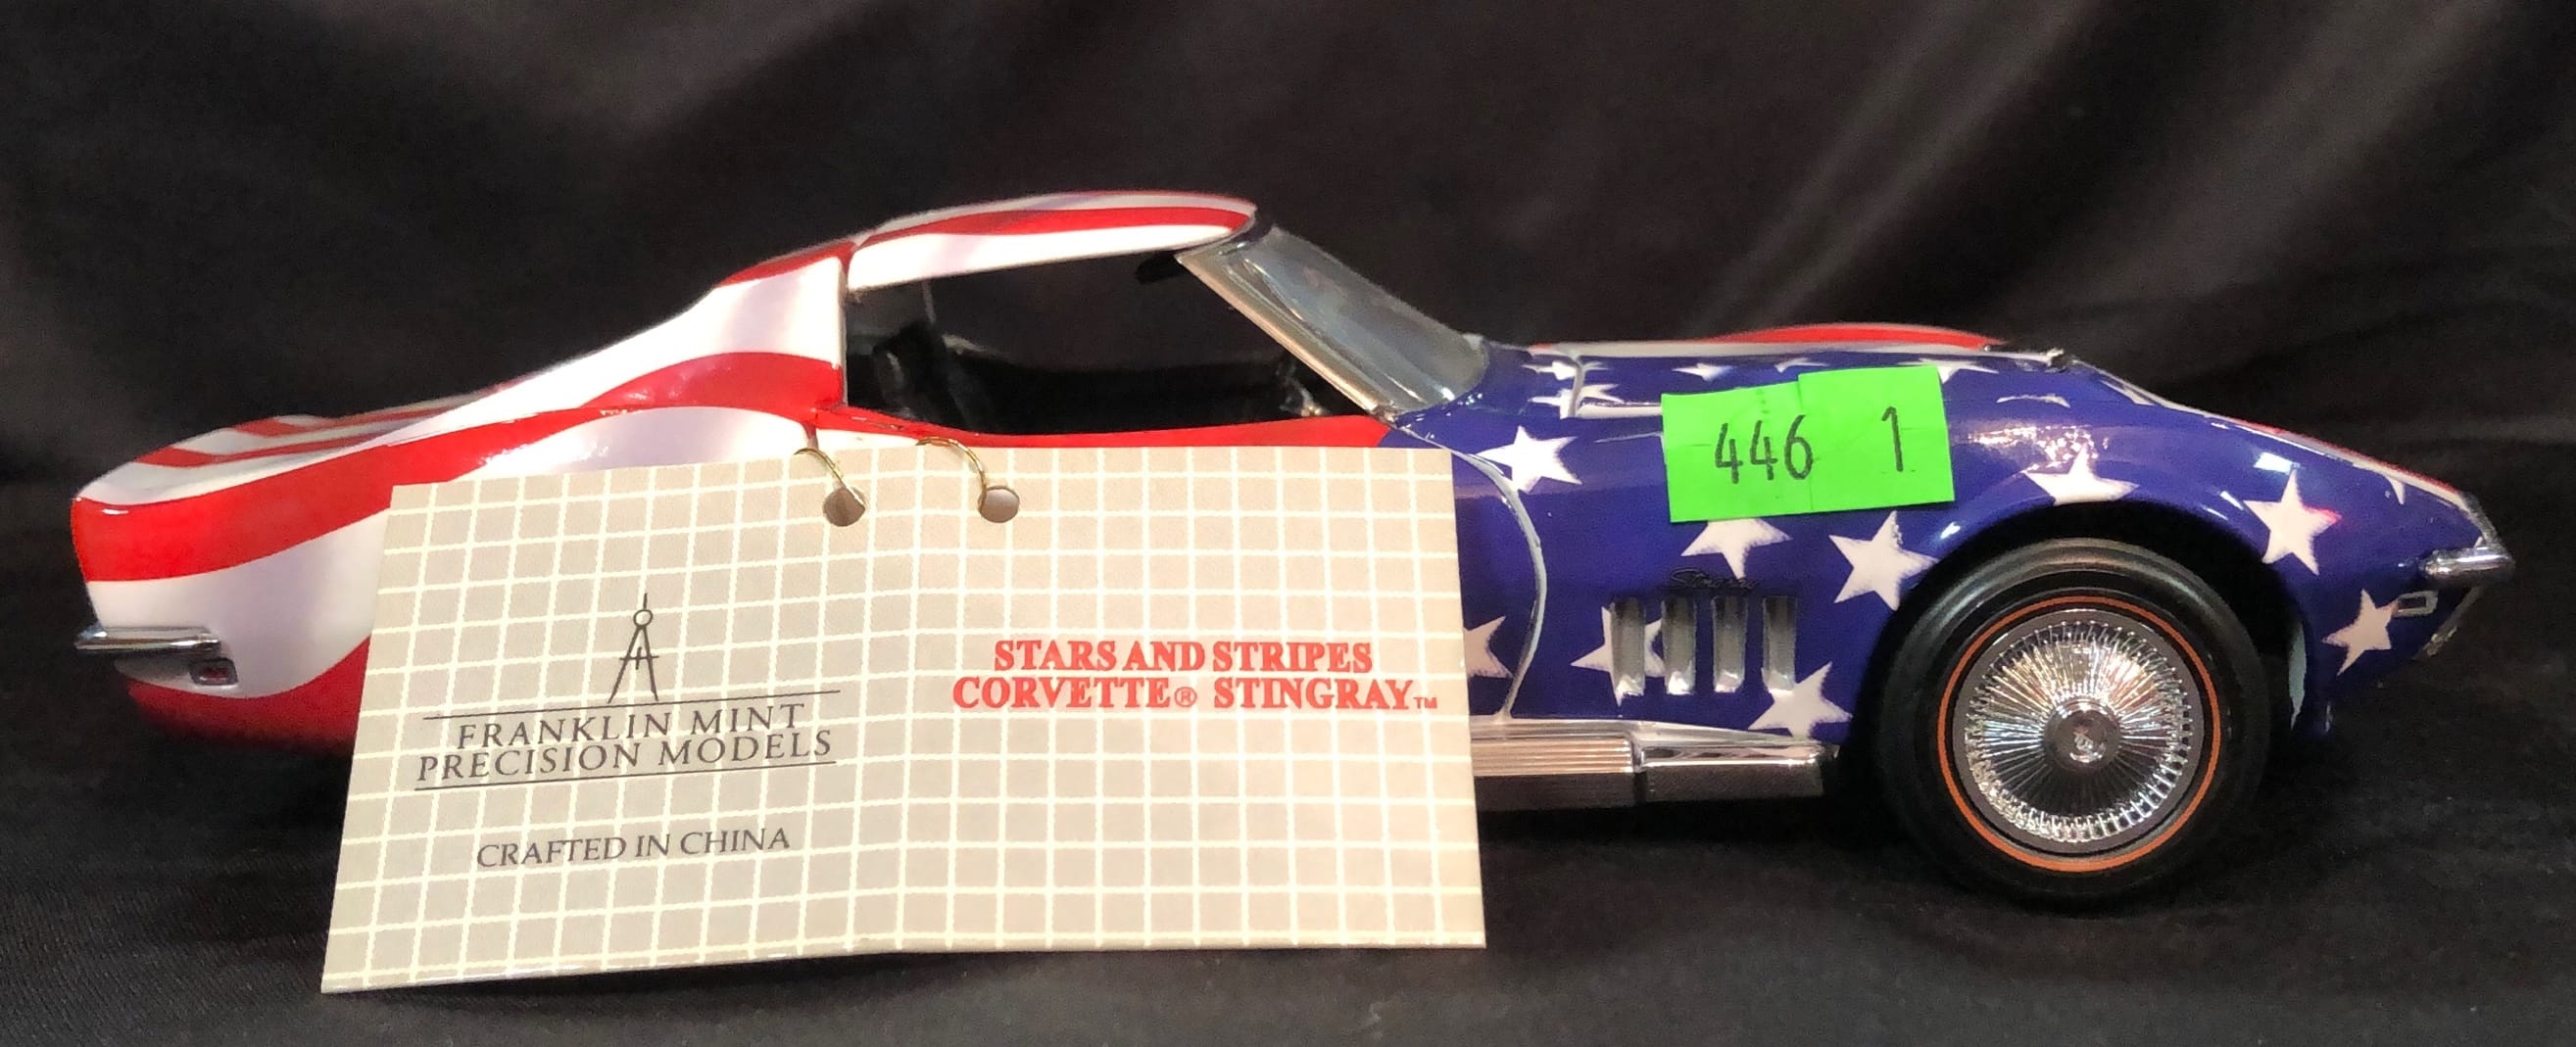 446 1
Stingray
FRANKLIN MINT
PRECISION MODELS
CRAFTED IN CHINA
STARS AND STRIPES
CORVETTE® STINGRAY™